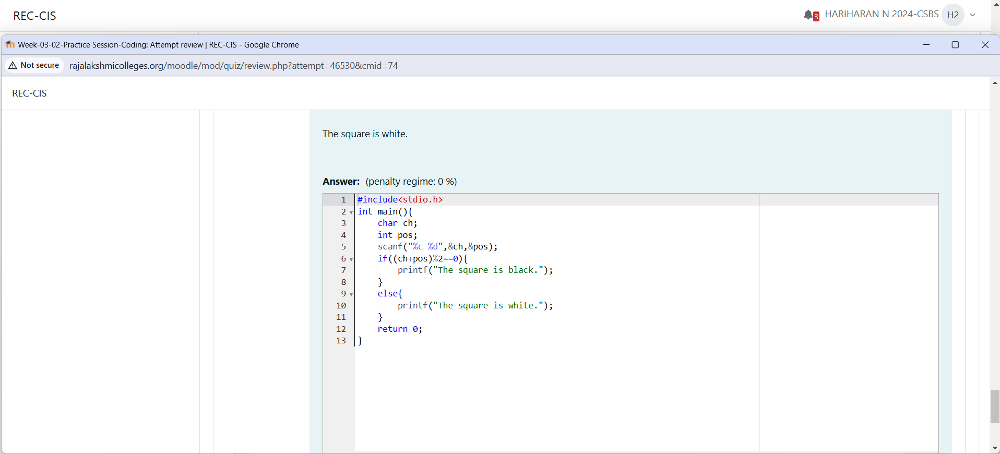 REC-CIS
3 HARIHARAN N 2024-CSBS H2
Week-03-02-Practice Session-Coding: Attempt review | REC-CIS - Google Chrome
Not secure rajalakshmicolleges.org/moodle/mod/quiz/review.php?attempt=46530&cmid=74
REC-CIS
The square is white.
Answer: (penalty regime: 0 %)
1 #include<stdio.h>
2 int main(){
3 char ch;
4 int pos;
5 scanf("%c %d",&ch,&pos);
6 if((ch+pos)%2==0){
7 printf("The square is black.");
8 }
9 else{
10 printf("The square is white.");
11 }
12 return 0;
13 }